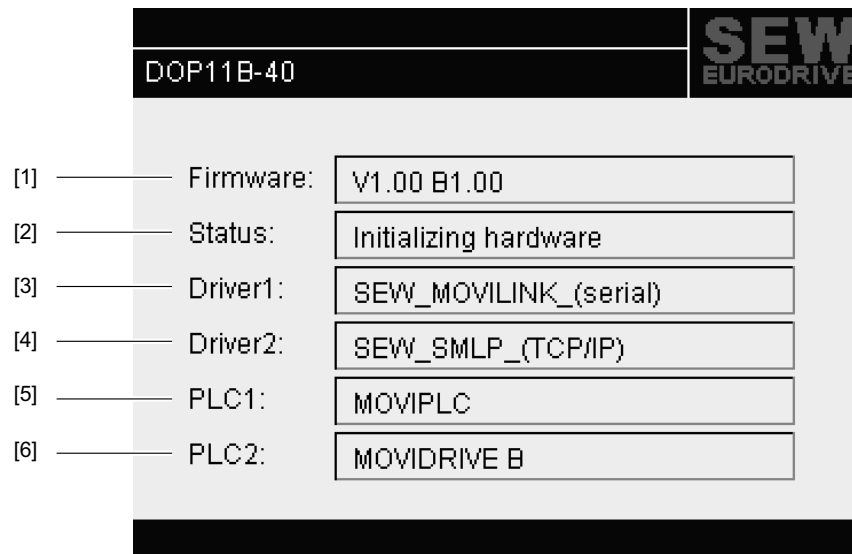 SEW
EURODRIVE
DOP11B-40
[1] Firmware: V1.00 B1.00
[2] Status: Initializing hardware
[3] Driver1: SEW_MOVILINK_(serial)
[4] Driver2: SEW_SMLP_(TCP/IP)
[5] PLC1: MOVIPLC
[6] PLC2: MOVIDRIVE B